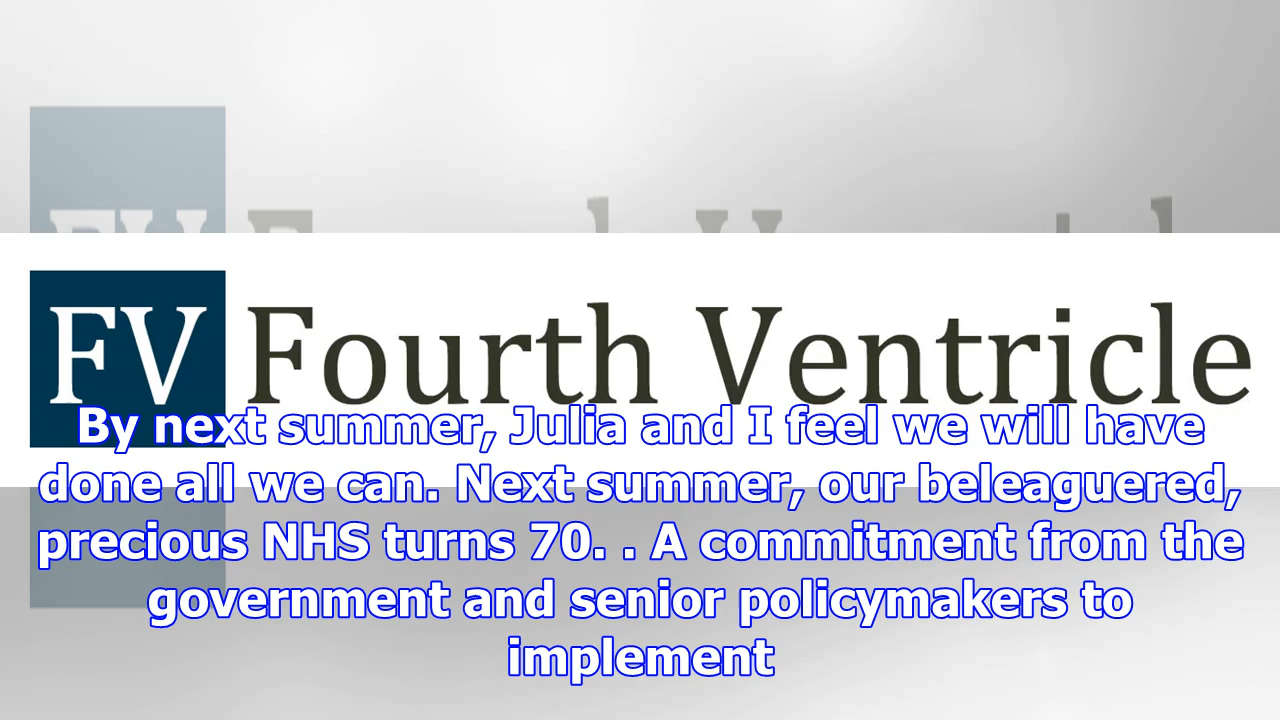 FV Fourth Ventricle
By next summer, Julia and I feel we will have
done all we can. Next summer, our beleaguered,
precious NHS turns 70. . A commitment from the
government and senior policymakers to
implement